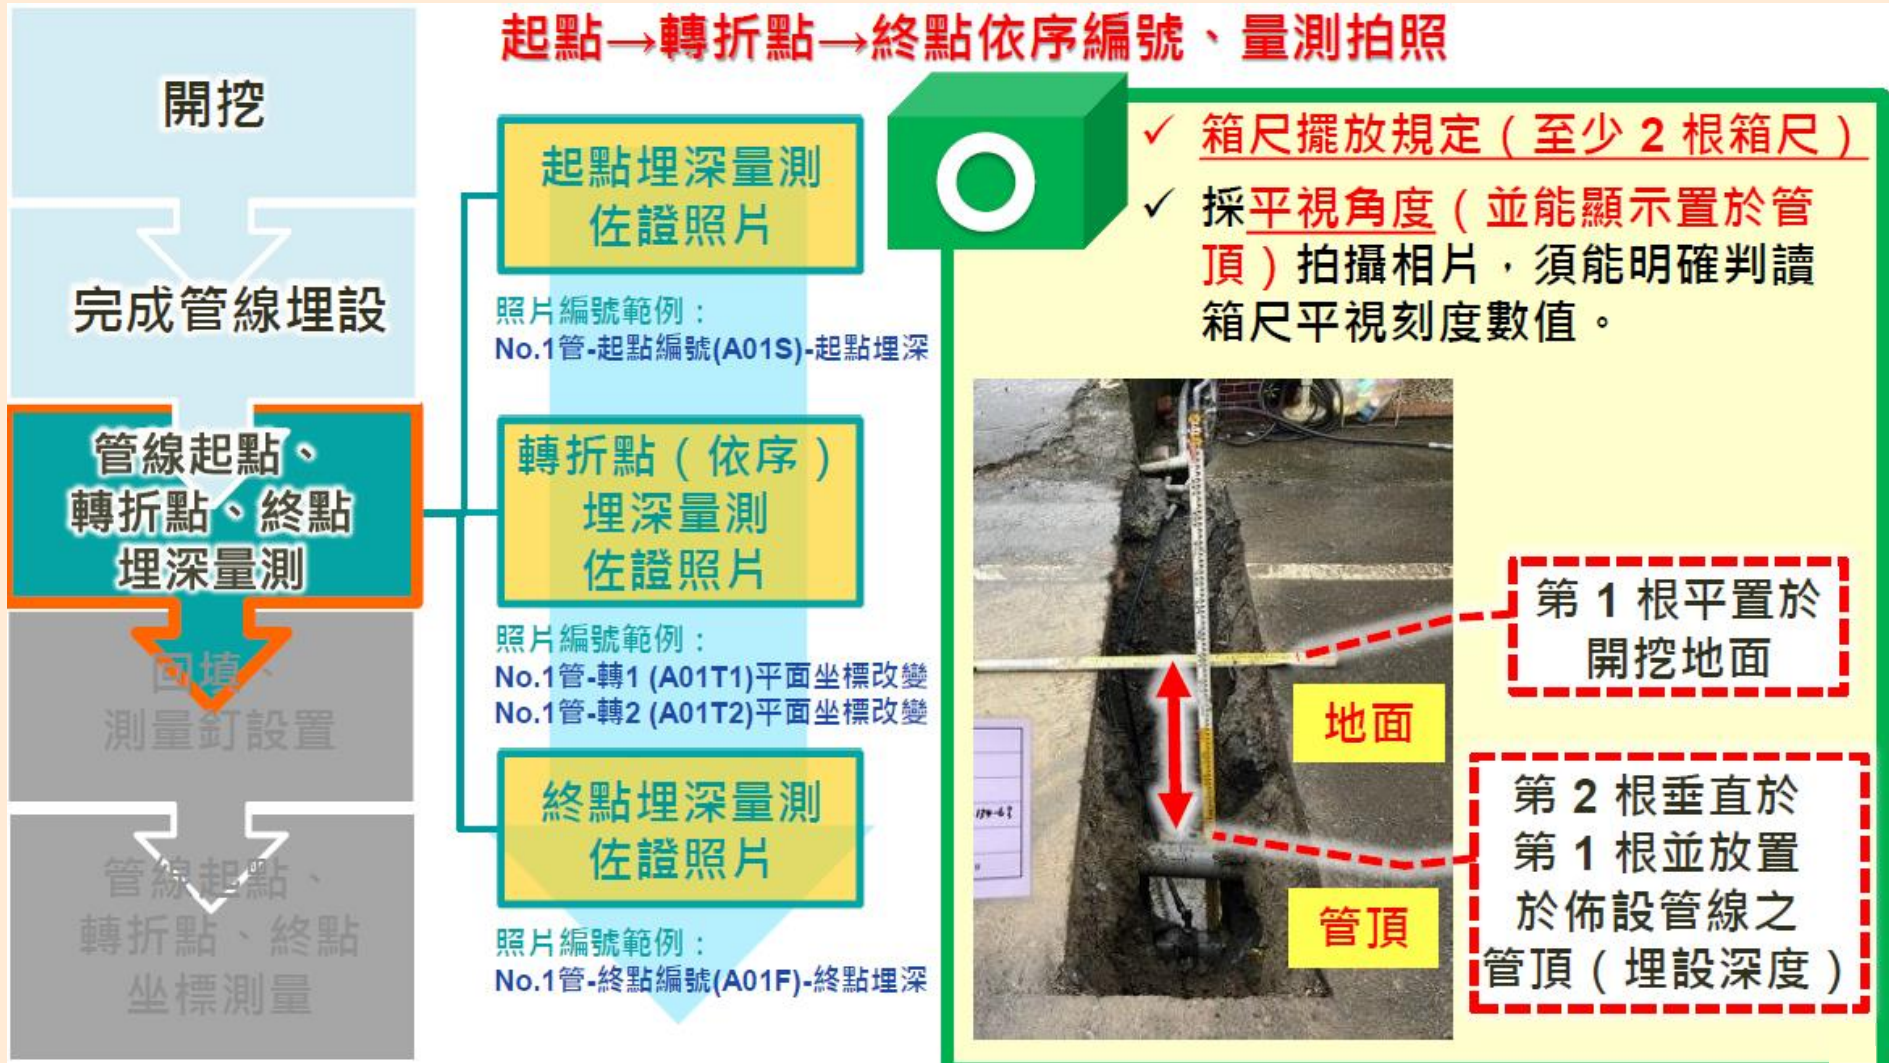 起點→轉折點→終點依序編號、量測拍照
開挖
完成管線埋設
管線起點、
轉折點、終點
埋深量測
回填、
測量釘設置
管線起點、
轉折點、終點
坐標測量
起點埋深量測
佐證照片
照片編號範例：
No.1管-起點編號(A01S)-起點埋深
轉折點（依序）
埋深量測
佐證照片
照片編號範例：
No.1管-轉1 (A01T1)平面坐標改變
No.1管-轉2 (A01T2)平面坐標改變
終點埋深量測
佐證照片
照片編號範例：
No.1管-終點編號(A01F)-終點埋深
✓ 箱尺擺放規定（至少 2 根箱尺）
✓ 採平視角度（並能顯示置於管
頂）拍攝相片，須能明確判讀
箱尺平視刻度數值。
第 1 根平置於
開挖地面
地面
第 2 根垂直於
第 1 根並放置
於佈設管線之
管頂（埋設深度）
管頂